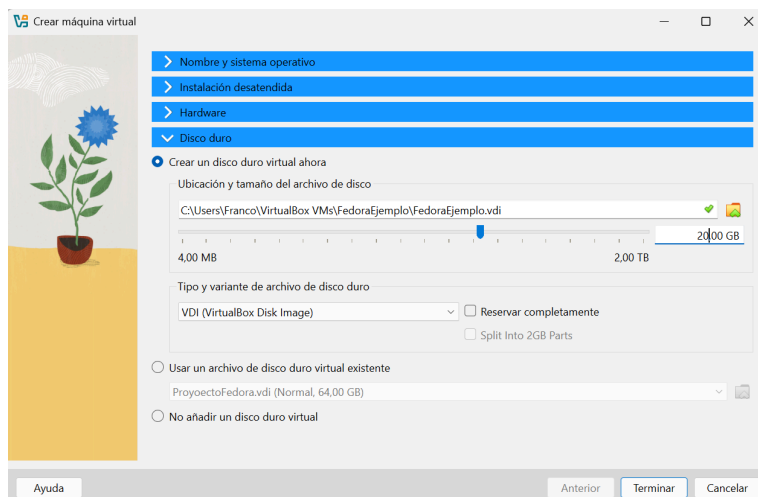 Crear máquina virtual
Nombre y sistema operativo
Instalación desatendida
Hardware
Disco duro
Crear un disco duro virtual ahora
Ubicación y tamaño del archivo de disco
C:\Users\Franco\VirtualBox VMs\FedoraEjemplo\FedoraEjemplo.vdi
20,00 GB
4,00 MB 2,00 TB
Tipo y variante de archivo de disco duro
VDI (VirtualBox Disk Image) Reservar completamente
Split Into 2GB Parts
Usar un archivo de disco duro virtual existente
ProyoectoFedora.vdi (Normal, 64,00 GB)
No añadir un disco duro virtual
Ayuda Anterior Terminar Cancelar